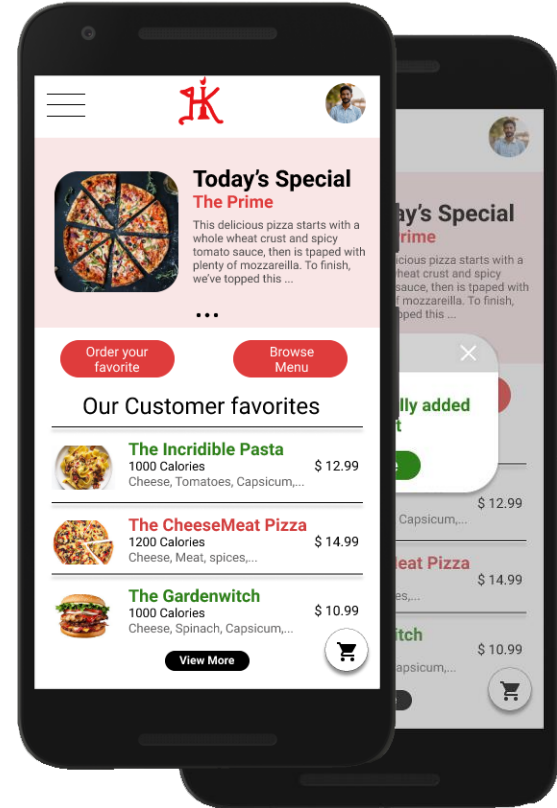 HK
Today's Special
The Prime
This delicious pizza starts with a
whole wheat crust and spicy
tomato sauce, then is tpaped with
plenty of mozzareilla. To finish,
we've topped this ...
Order your
favorite
Browse
Menu
Our Customer favorites
The Incridible Pasta
1000 Calories
$ 12.99
Cheese, Tomatoes, Capsicum,...
The CheeseMeat Pizza
1200 Calories
$ 14.99
Cheese, Meat, spices,...
The Gardenwitch
1000 Calories
$ 10.99
Cheese, Spinach, Capsicum,...
View More
ay's Special
rime
icious pizza starts with a
heat crust and spicy
sauce, then is tpaped with
f mozzareilla. To finish,
pped this ...
lly added
t
e
$ 12.99
Capsicum,...
eat Pizza
$ 14.99
es,...
itch
$ 10.99
apsicum,...